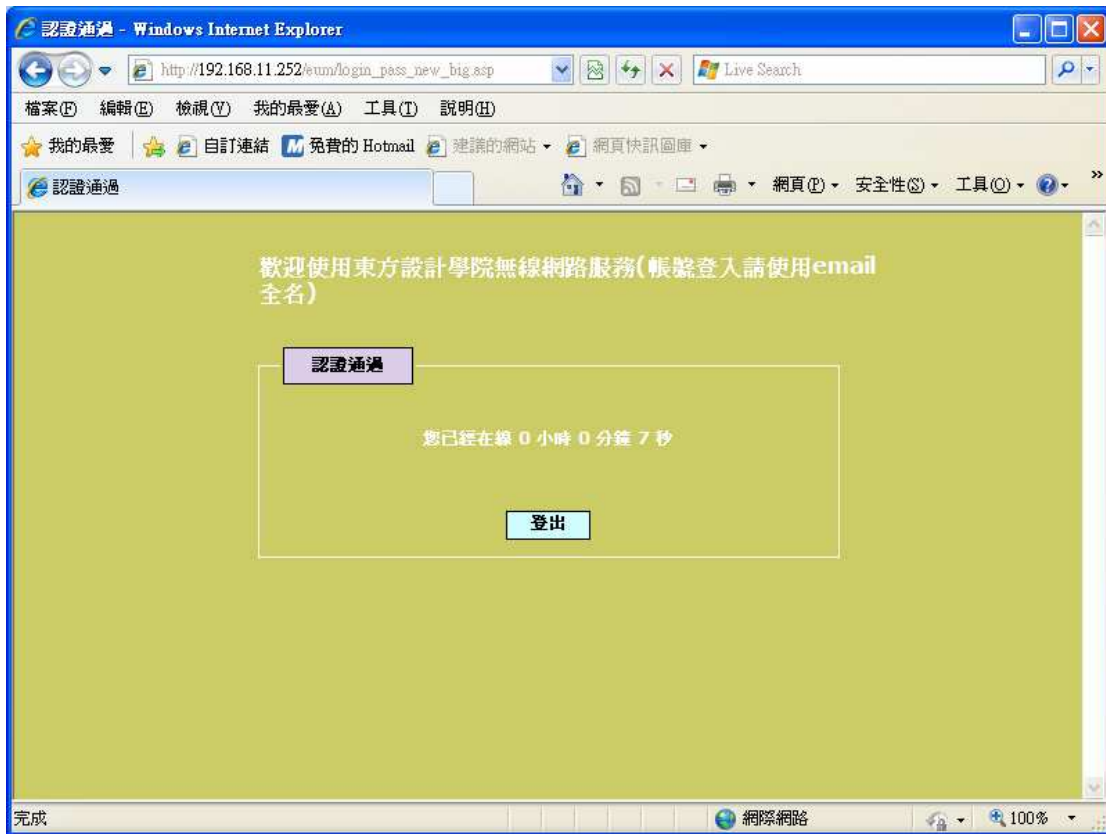 認證通過 - Windows Internet Explorer
http://192.168.11.252/eum/login_pass_new_big.asp
Live Search
檔案(F) 編輯(E) 檢視(V) 我的最愛(A) 工具(T) 說明(H)
我的最愛 自訂連結 免費的 Hotmail 建議的網站 網頁快訊圖庫
認證通過 網頁(P) 安全性(S) 工具(O) »
歡迎使用東方設計學院無線網路服務(帳號登入請使用email
全名)
認證通過
您已經在線 0 小時 0 分鐘 7 秒
登出
完成 網際網路 100%